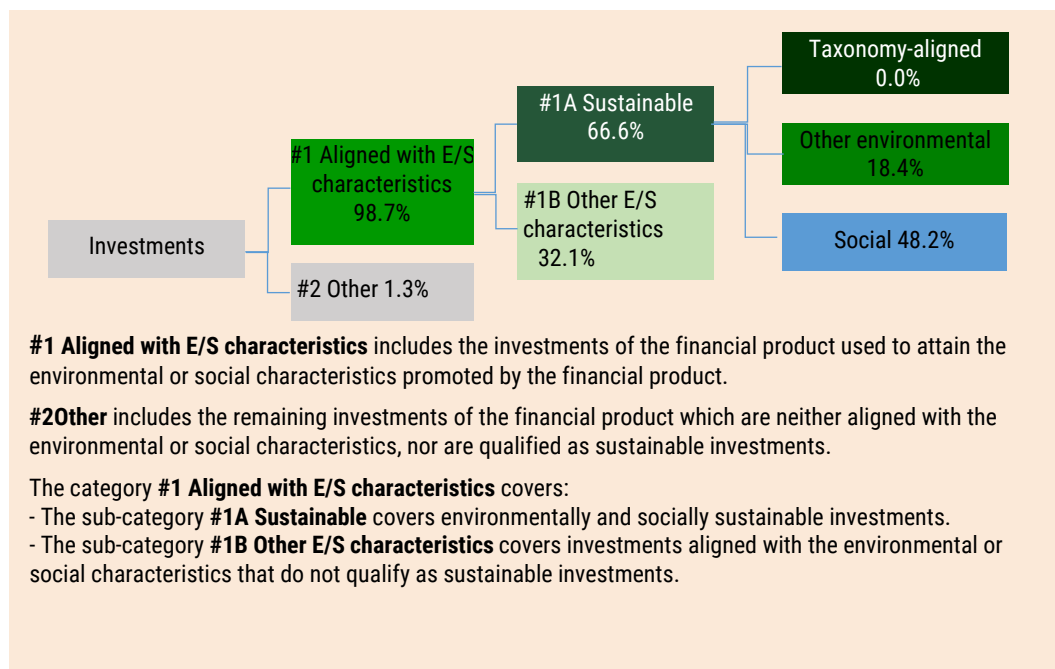 Taxonomy-aligned
0.0%
#1A Sustainable
66.6%
Other environmental
18.4%
#1 Aligned with E/S
characteristics
98.7%
#1B Other E/S
characteristics
32.1%
Social 48.2%
Investments
#2 Other 1.3%
#1 Aligned with E/S characteristics includes the investments of the financial product used to attain the
environmental or social characteristics promoted by the financial product.
#2Other includes the remaining investments of the financial product which are neither aligned with the
environmental or social characteristics, nor are qualified as sustainable investments.
The category #1 Aligned with E/S characteristics covers:
- The sub-category #1A Sustainable covers environmentally and socially sustainable investments.
- The sub-category #1B Other E/S characteristics covers investments aligned with the environmental or
social characteristics that do not qualify as sustainable investments.